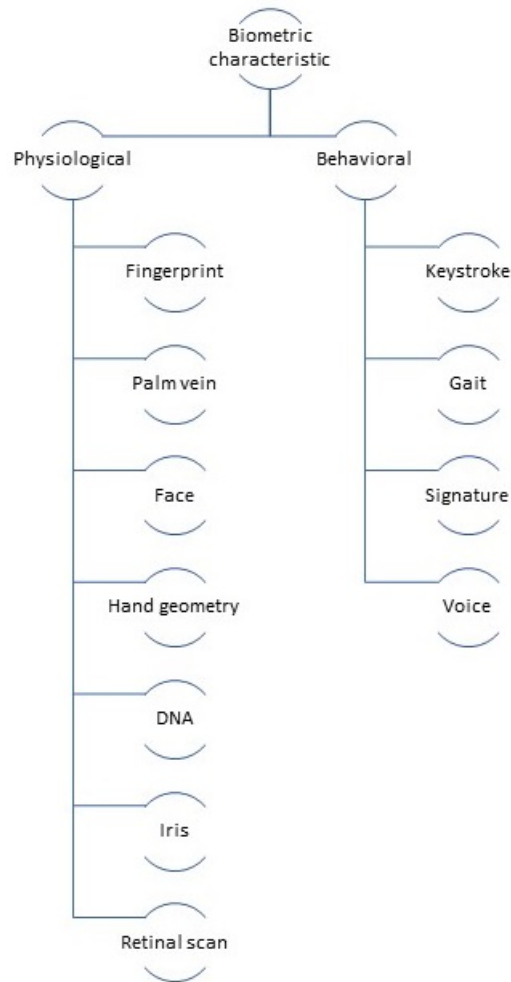 Biometric
characteristic
Physiological
Behavioral
Fingerprint
Keystroke
Palm vein
Gait
Face
Signature
Hand geometry
Voice
DNA
Iris
Retinal scan